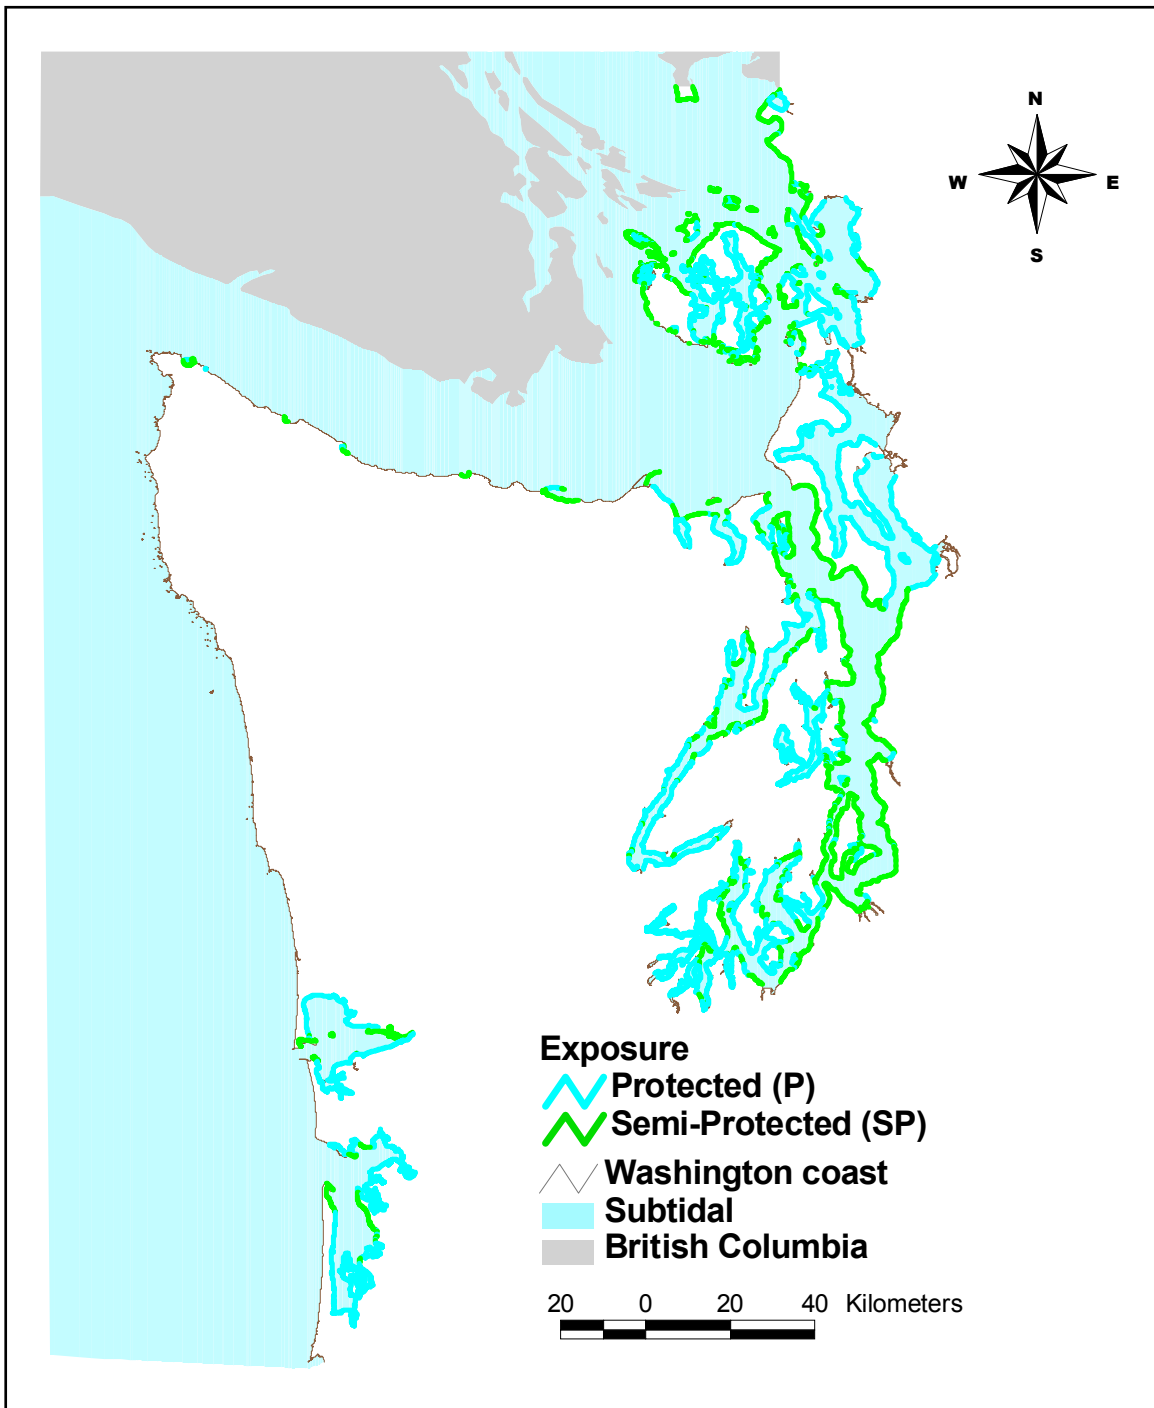 N
W E
S
Exposure
Protected (P)
Semi-Protected (SP)
Washington coast
Subtidal
British Columbia
20 0 20 40 Kilometers